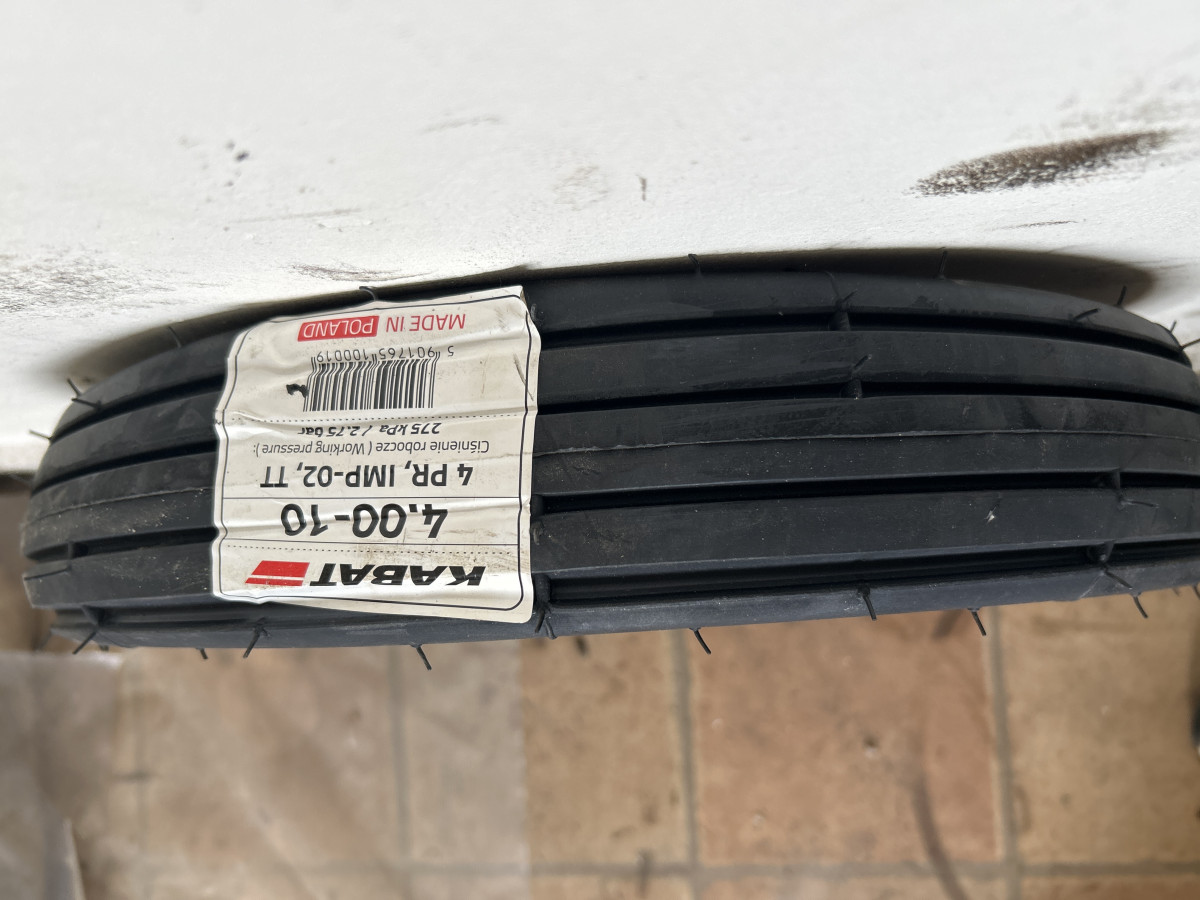 KABAT
4,00-10
4 PR, IMP-02, TT
Ciśnienie robocze ( Working pressure ):
275 kPa / 2.75 bar
5 901765 100019
MADE IN POLAND